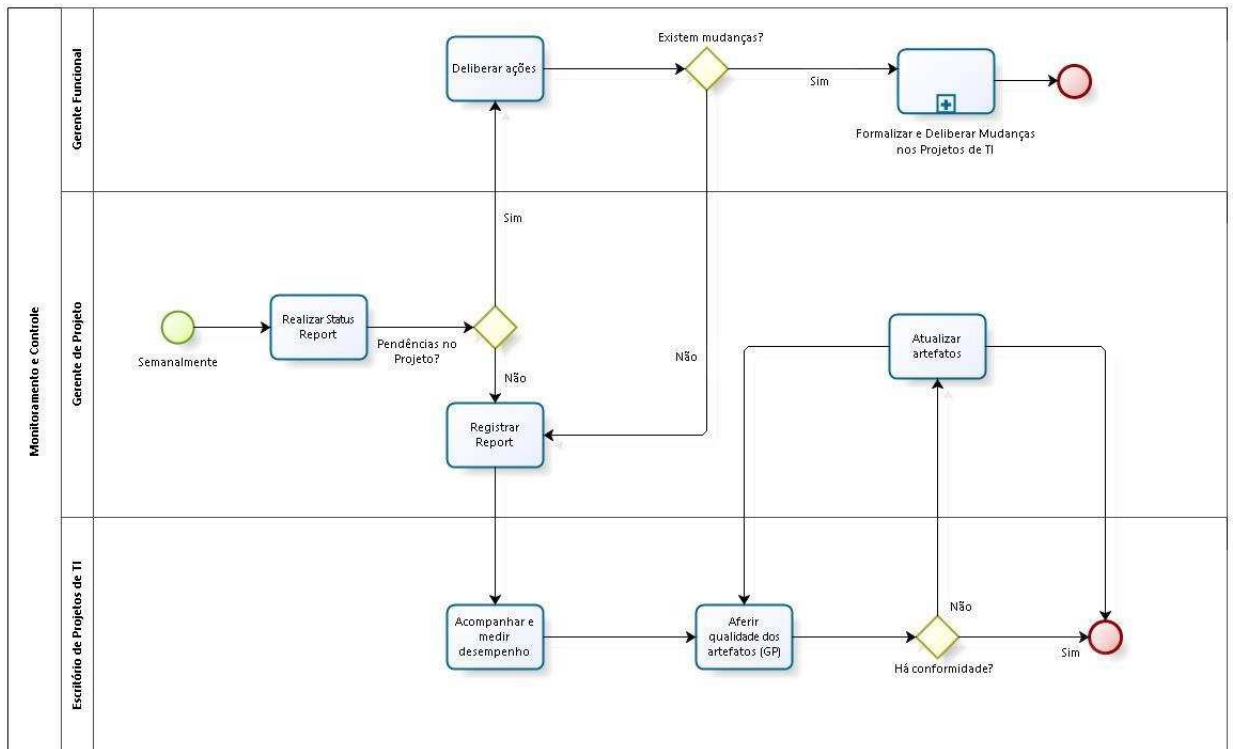 Monitoramento e Controle
Gerente Funcional
Deliberar ações
Existem mudanças?
Sim
Formalizar e Deliberar Mudanças
nos Projetos de TI
Gerente de Projeto
Semanalmente
Realizar Status
Report
Pendências no
Projeto?
Sim
Não
Registrar
Report
Não
Atualizar
artefatos
Escritório de Projetos de TI
Acompanhar e
medir
desempenho
Aferir
qualidade dos
artefatos (GP)
Há conformidade?
Não
Sim